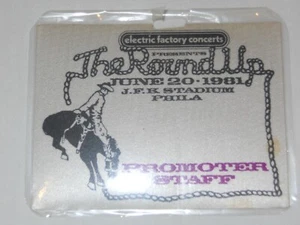 electric factory concerts
PRESENTS
The Round Up
JUNE 20 • 1981
J.F.K. STADIUM
PHILA
PROMOTER
STAFF